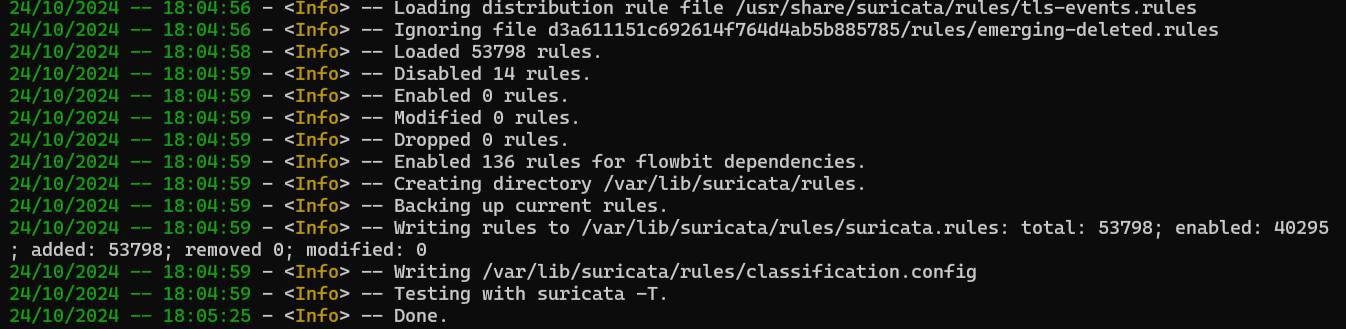 24/10/2024 -- 18:04:56 - <Info> -- Loading distribution rule file /usr/share/suricata/rules/tls-events.rules
24/10/2024 -- 18:04:56 - <Info> -- Ignoring file d3a611151c692614f764d4ab5b885785/rules/emerging-deleted.rules
24/10/2024 -- 18:04:58 - <Info> -- Loaded 53798 rules.
24/10/2024 -- 18:04:59 - <Info> -- Disabled 14 rules.
24/10/2024 -- 18:04:59 - <Info> -- Enabled 0 rules.
24/10/2024 -- 18:04:59 - <Info> -- Modified 0 rules.
24/10/2024 -- 18:04:59 - <Info> -- Dropped 0 rules.
24/10/2024 -- 18:04:59 - <Info> -- Enabled 136 rules for flowbit dependencies.
24/10/2024 -- 18:04:59 - <Info> -- Creating directory /var/lib/suricata/rules.
24/10/2024 -- 18:04:59 - <Info> -- Backing up current rules.
24/10/2024 -- 18:04:59 - <Info> -- Writing rules to /var/lib/suricata/rules/suricata.rules: total: 53798; enabled: 40295
; added: 53798; removed 0; modified: 0
24/10/2024 -- 18:04:59 - <Info> -- Writing /var/lib/suricata/rules/classification.config
24/10/2024 -- 18:04:59 - <Info> -- Testing with suricata -T.
24/10/2024 -- 18:05:25 - <Info> -- Done.